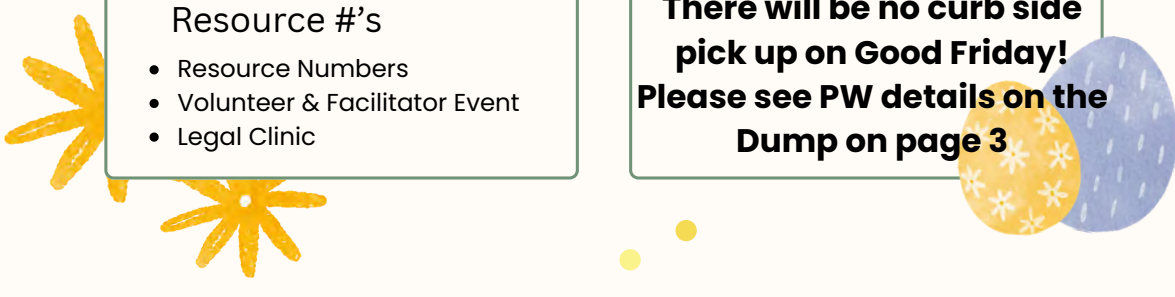 Resource #’s
• Resource Numbers
• Volunteer & Facilitator Event
• Legal Clinic
There will be no curb side
pick up on Good Friday!
Please see PW details on the
Dump on page 3